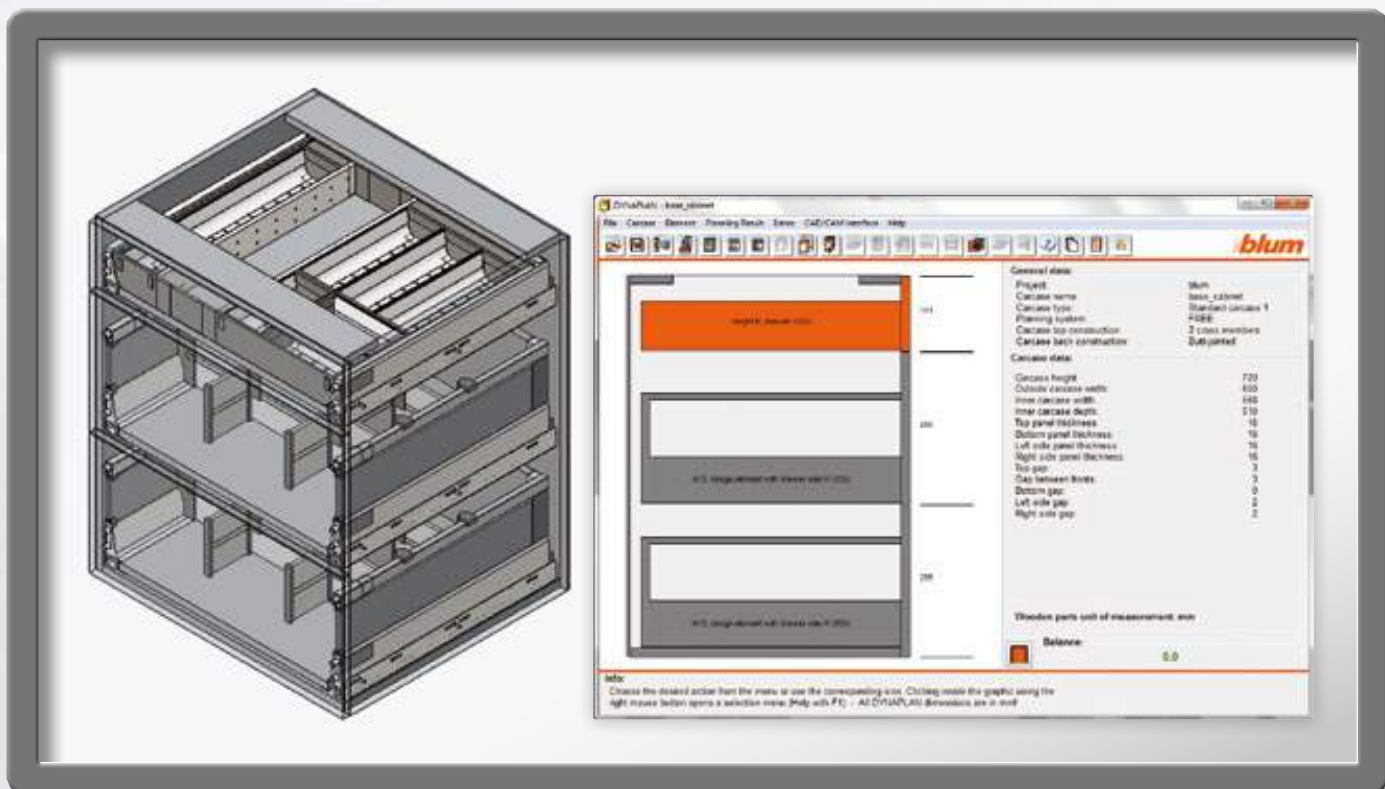 DYNAPLAN - base_cabinet
File Carcase Element Planning Result Extras CAD/CAM Interface Help
blum
General data:
Project: blum
Carcase name base_cabinet
Carcase type Standard carcase 1
Planning system FREE
Carcase top construction 2 cross members
Carcase back construction Butt-jointed
Carcase data:
Carcase height 720
Outside carcase width: 600
Inner carcase width: 568
Inner carcase depth: 510
Top panel thickness 16
Bottom panel thickness: 16
Left side panel thickness: 16
Right side panel thickness: 16
Top gap: 3
Gap between fronts: 3
Bottom gap: 0
Left side gap:
Right side gap:
Wooden parts unit of measurement: mm
Balance:
0.0
Info:
Choose the desired action from the menu or use the corresponding icon. Clicking inside the graphic using the
right mouse button opens a selection menu (Help with F1) - All DYNAPLAN dimensions are in mm!